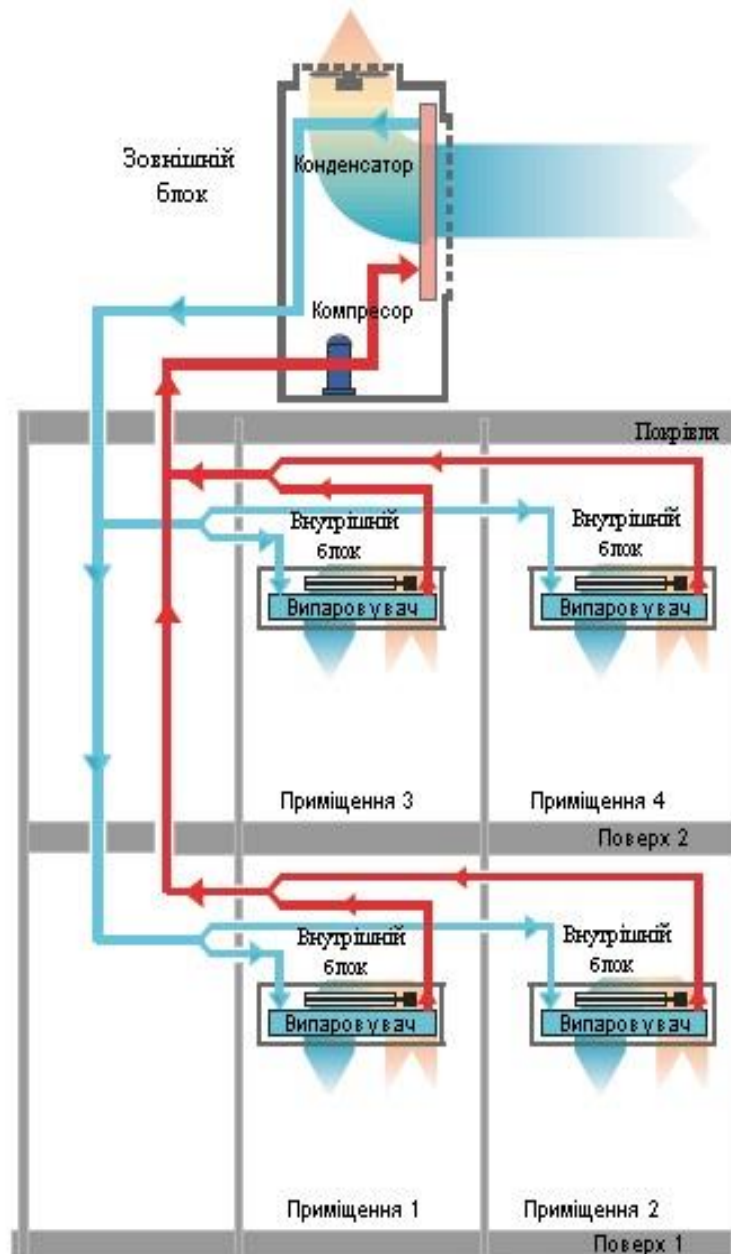 Зовнішній
блок
Конденсатор
Компресор
Покрівля
Внутрішній
блок
Внутрішній
блок
Випаровувач
Випаровувач
Приміщення 3
Приміщення 4
Поверх 2
Внутрішній
блок
Внутрішній
блок
Випаровувач
Випаровувач
Приміщення 1
Приміщення 2
Поверх 1